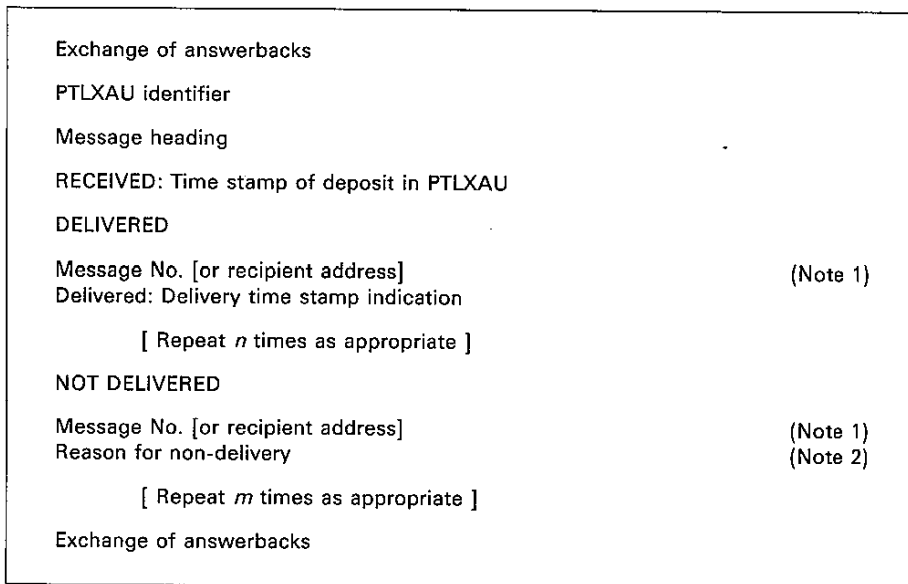 Exchange of answerbacks
PTLXAU identifier
Message heading
RECEIVED: Time stamp of deposit in PTLXAU
DELIVERED
Message No. [or recipient address] (Note 1)
Delivered: Delivery time stamp indication
[ Repeat n times as appropriate ]
NOT DELIVERED
Message No. [or recipient address] (Note 1)
Reason for non-delivery (Note 2)
[ Repeat m times as appropriate ]
Exchange of answerbacks